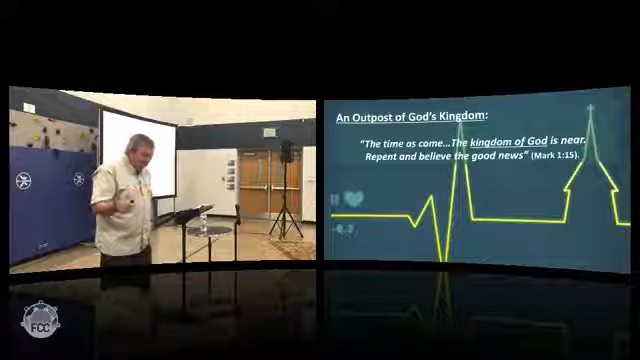 An Outpost of God's Kingdom:
"The time as come...The kingdom of God is near.
Repent and believe the good news" (Mark 1:15).
FCC